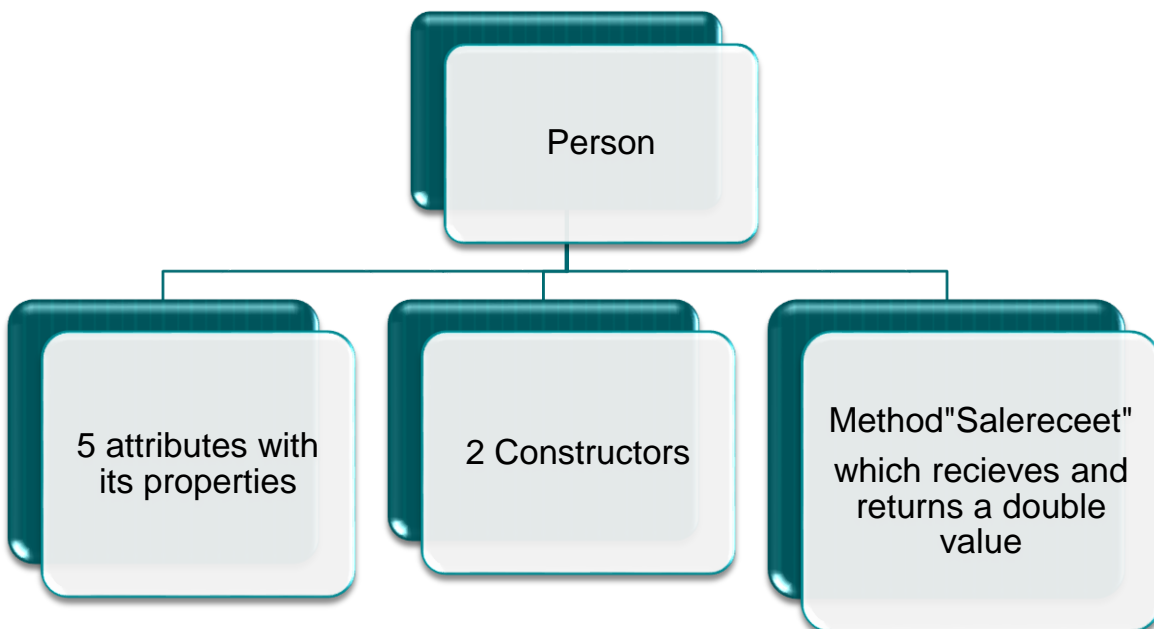 Person
5 attributes with
its properties
2 Constructors
Method"Salereceet"
which recieves and
returns a double
value